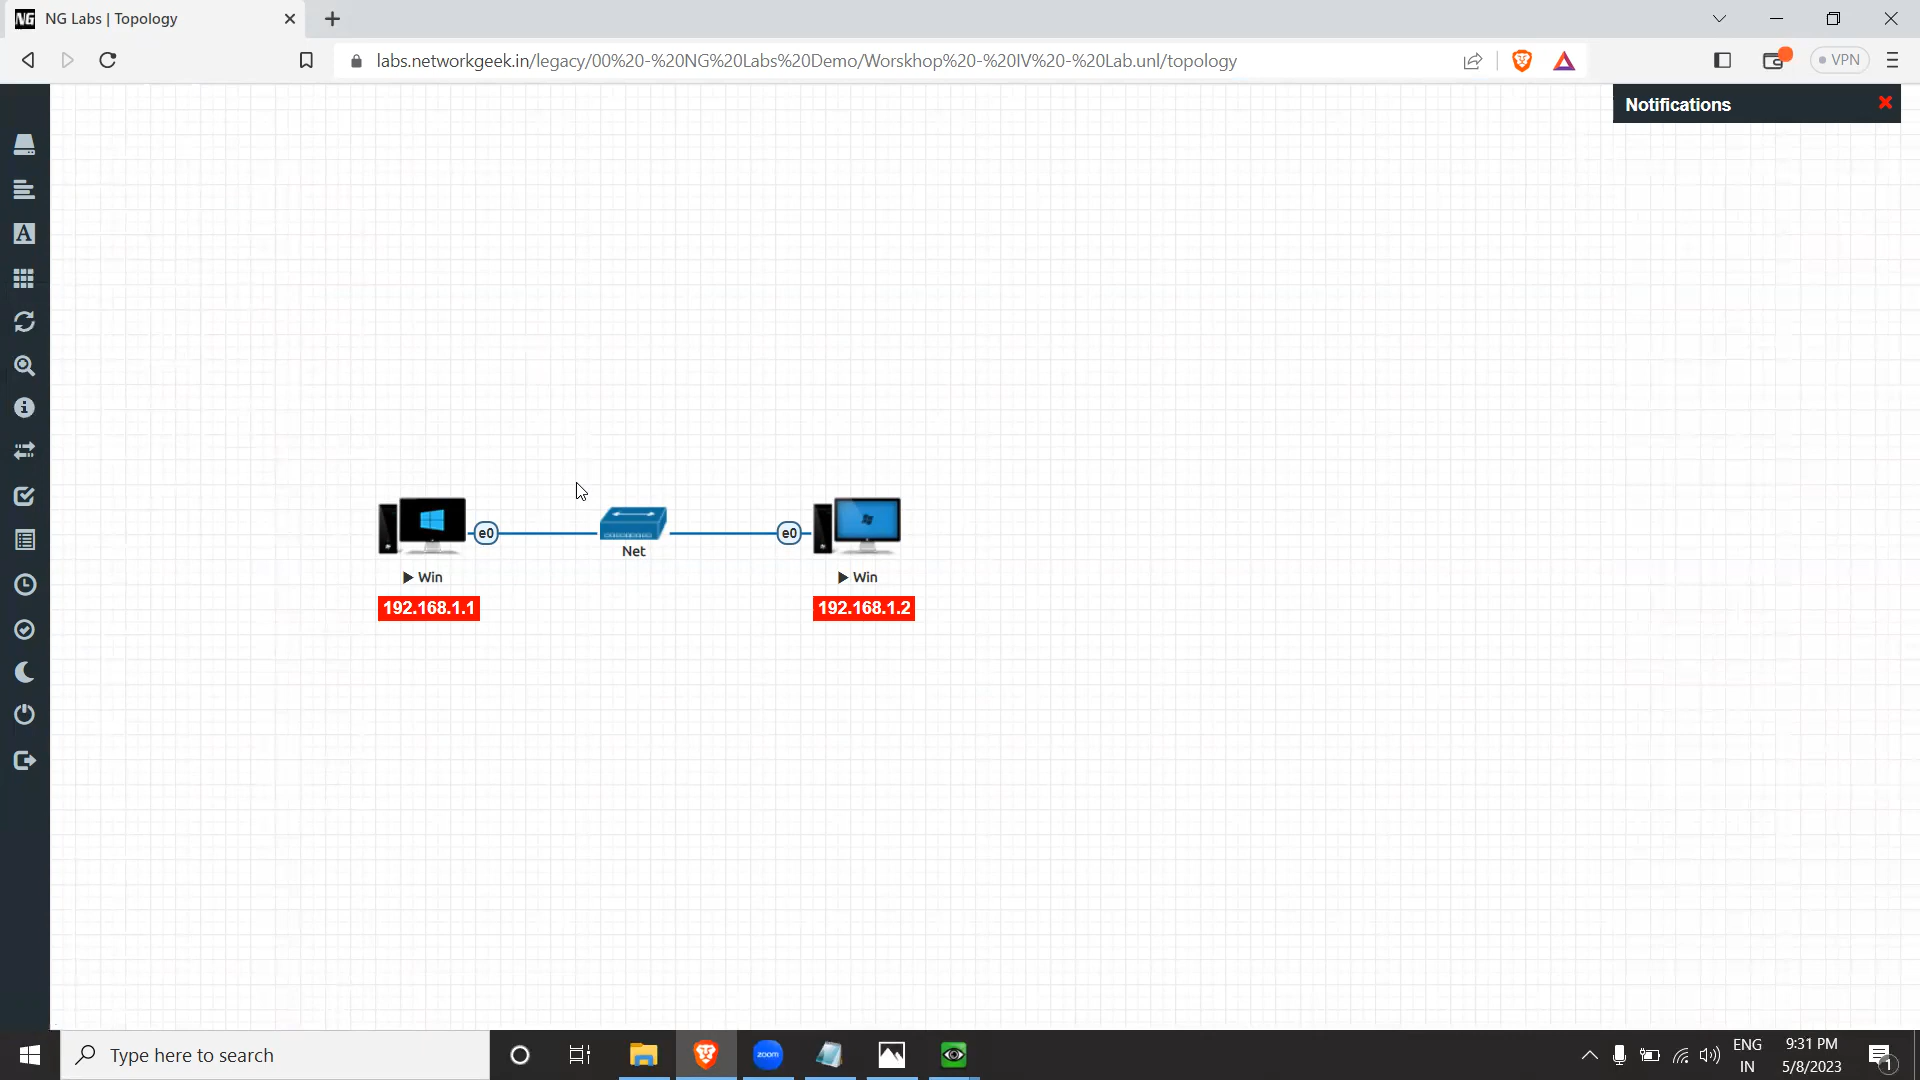 NG Labs | Topology
labs.networkgeek.in/legacy/00%20-%20NG%20Labs%20Demo/Worskhop%20-%20IV%20-%20Lab.unl/topology
VPN
Notifications
e0
e0
Net
Win
Win
192.168.1.1
192.168.1.2
Type here to search
zoom
ENG
IN
9:31 PM
5/8/2023
1